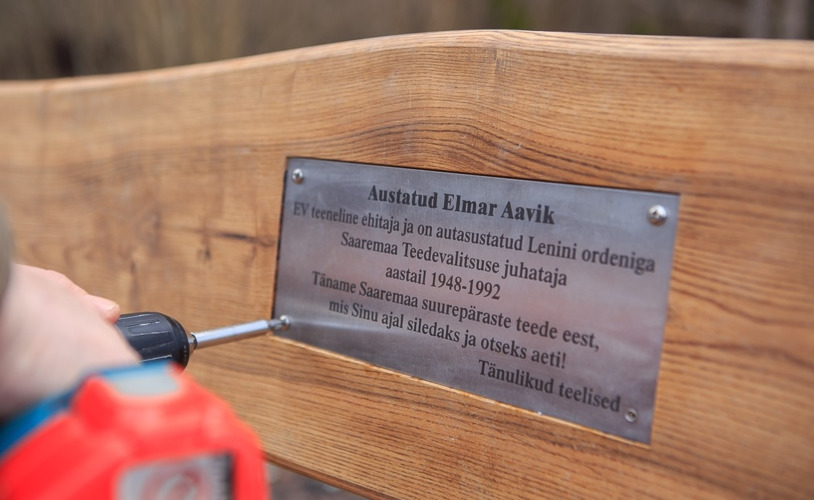 Austatud Elmar Aavik
EV teeneline ehitaja ja on autasustatud Lenini ordeniga
Saaremaa Teedevalitsuse juhataja
aastail 1948-1992
Täname Saaremaa suurepäraste teede eest,
mis Sinu ajal siledaks ja otseks aeti!
Tänulikud teelised